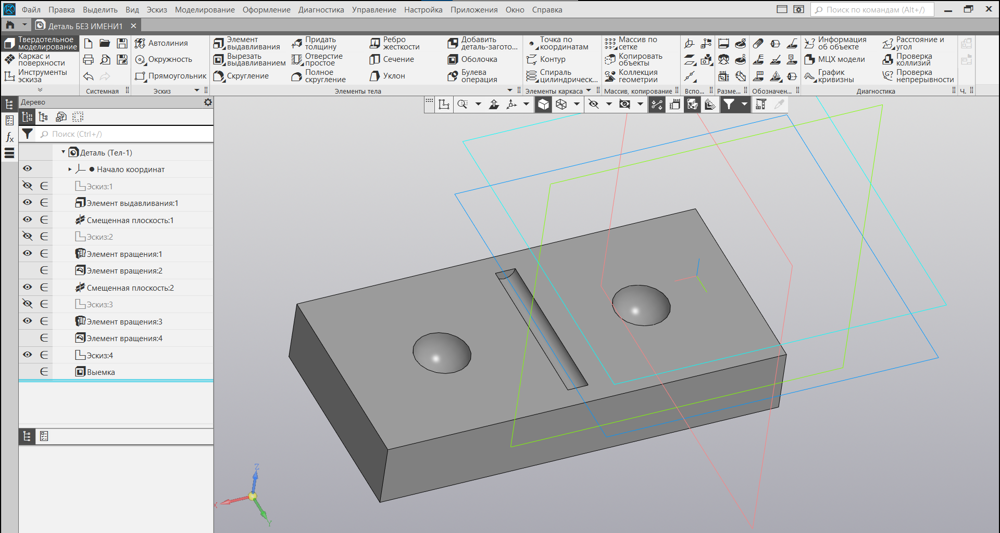 Файл Правка Выделить Вид Эскиз Моделирование Оформление Диагностика Управление Настройка Приложения Окно Справка
Поиск по командам (Alt+/)
Деталь БЕЗ ИМЕНИ1
Твердотельное моделирование
Каркас и поверхности
Инструменты эскиза
Системная
Автолиния
Окружность
Прямоугольник
Эскиз
Элемент выдавливания
Вырезать выдавливанием
Скругление
Придать толщину
Отверстие простое
Полное скругление
Ребро жесткости
Сечение
Уклон
Добавить деталь-загото...
Оболочка
Булева операция
Элементы тела
Точка по координатам
Контур
Спираль цилиндрическ...
Элементы каркаса
Массив по сетке
Копировать объекты
Коллекция геометрии
Массив, копирование
Вспо...
Разме...
Обозначен...
Информация об объекте
МЦХ модели
График кривизны
Расстояние и угол
Проверка коллизий
Проверка непрерывности
Диагностика
Ч.
Дерево
Поиск (Ctrl+/)
Деталь (Тел-1)
Начало координат
Эскиз:1
Элемент выдавливания:1
Смещенная плоскость:1
Эскиз:2
Элемент вращения:1
Элемент вращения:2
Смещенная плоскость:2
Эскиз:3
Элемент вращения:3
Элемент вращения:4
Эскиз:4
Выемка
Z
X
Y